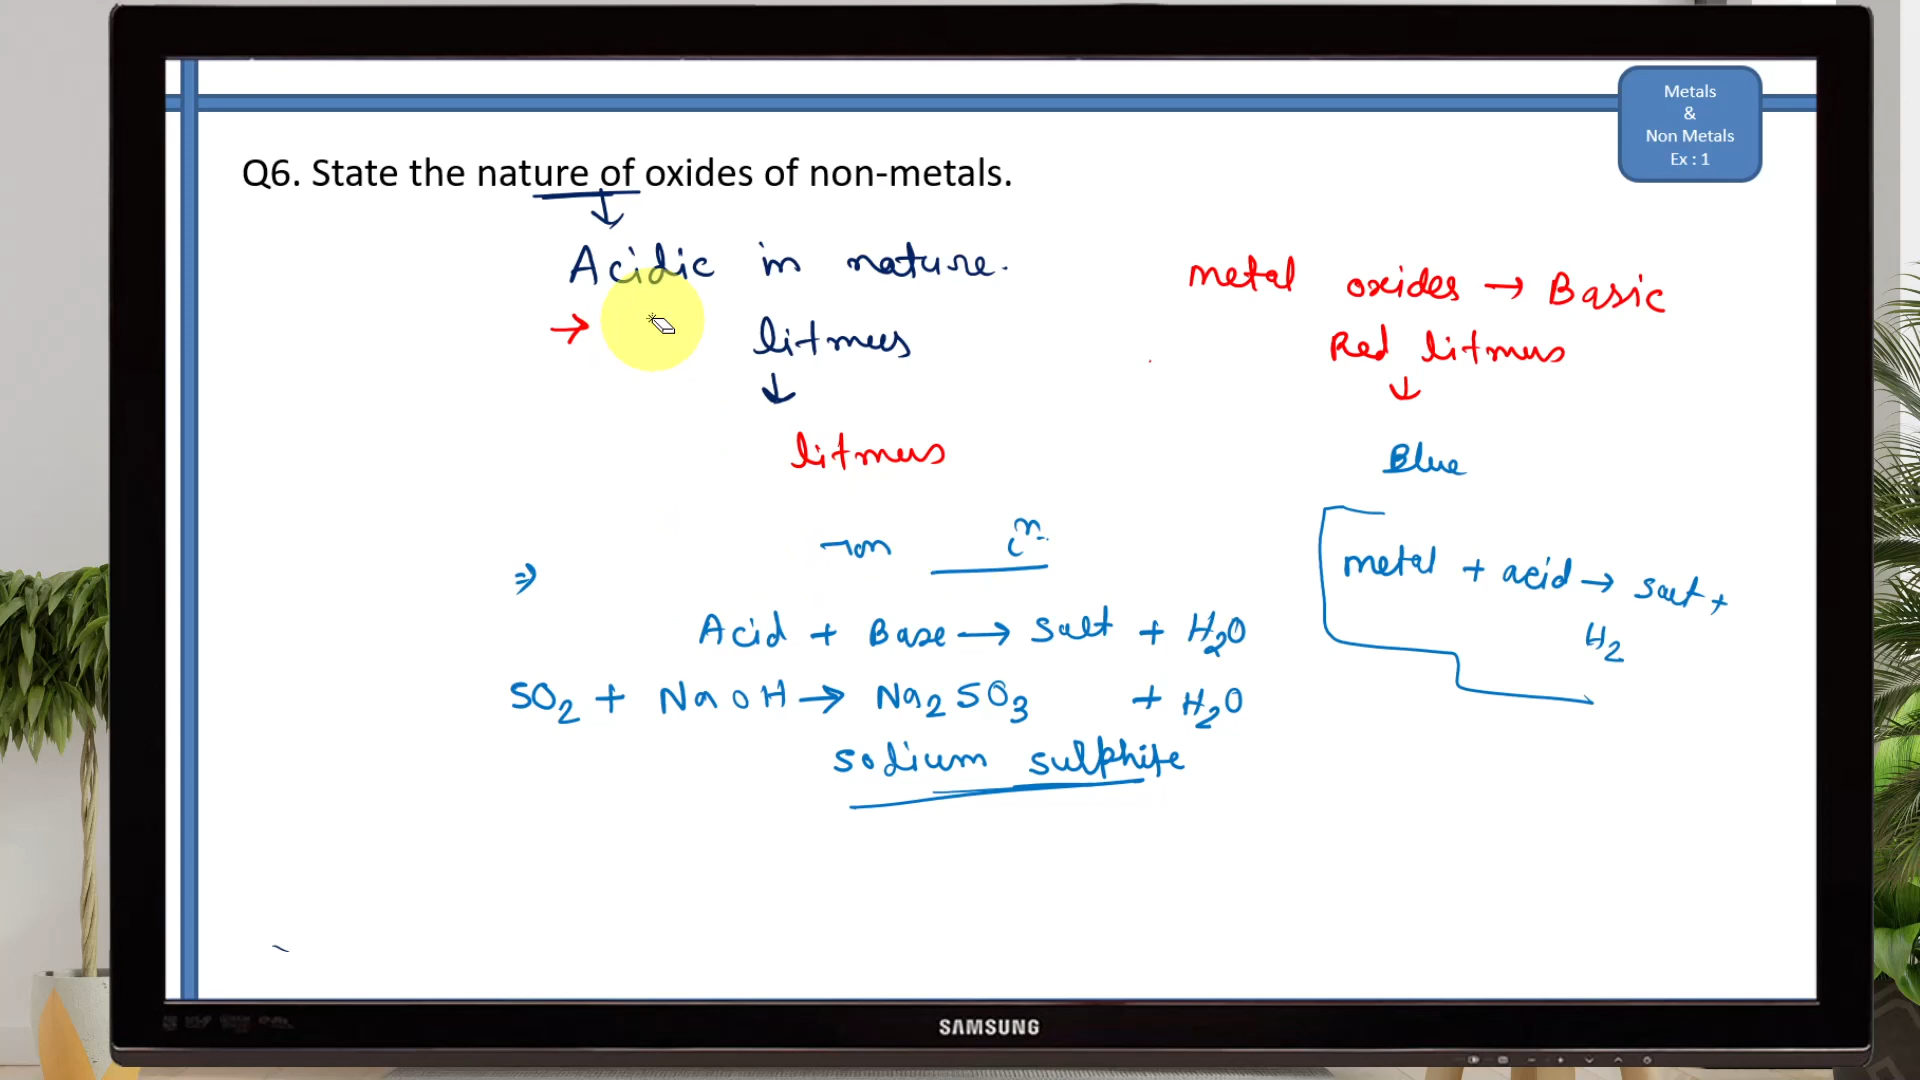 Metals
&
Non Metals
Ex : 1
Q6. State the nature of oxides of non-metals.
Acidic in nature.
→ litmus
↓
litmus
metal oxides → Basic
Red litmus
↓
Blue
⇒
Acid + Base → Salt + H2O
SO2 + NaOH → Na2SO3 + H2O
sodium sulphite
metal + acid → salt +
H2
SAMSUNG